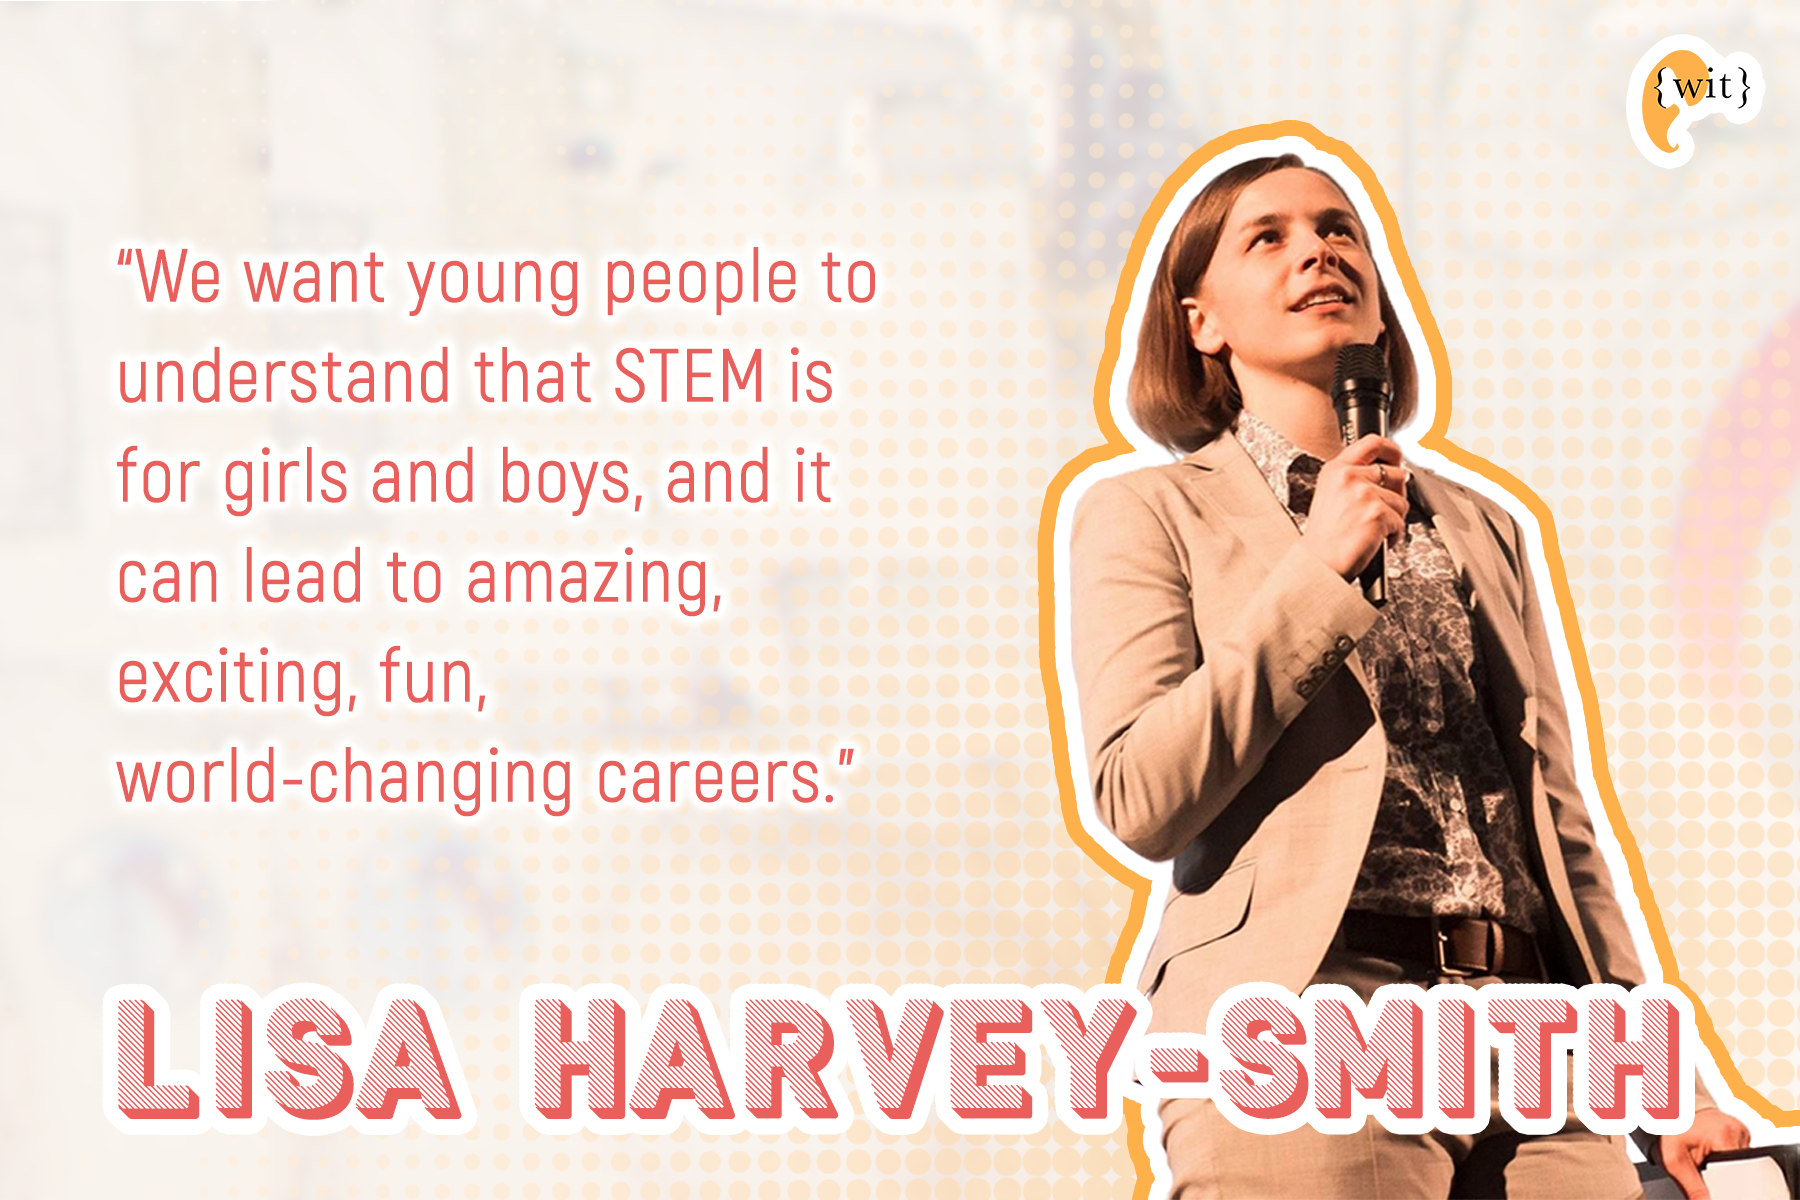 {wit}
“We want young people to
understand that STEM is
for girls and boys, and it
can lead to amazing,
exciting, fun,
world-changing careers.”
LISA HARVEY-SMITH